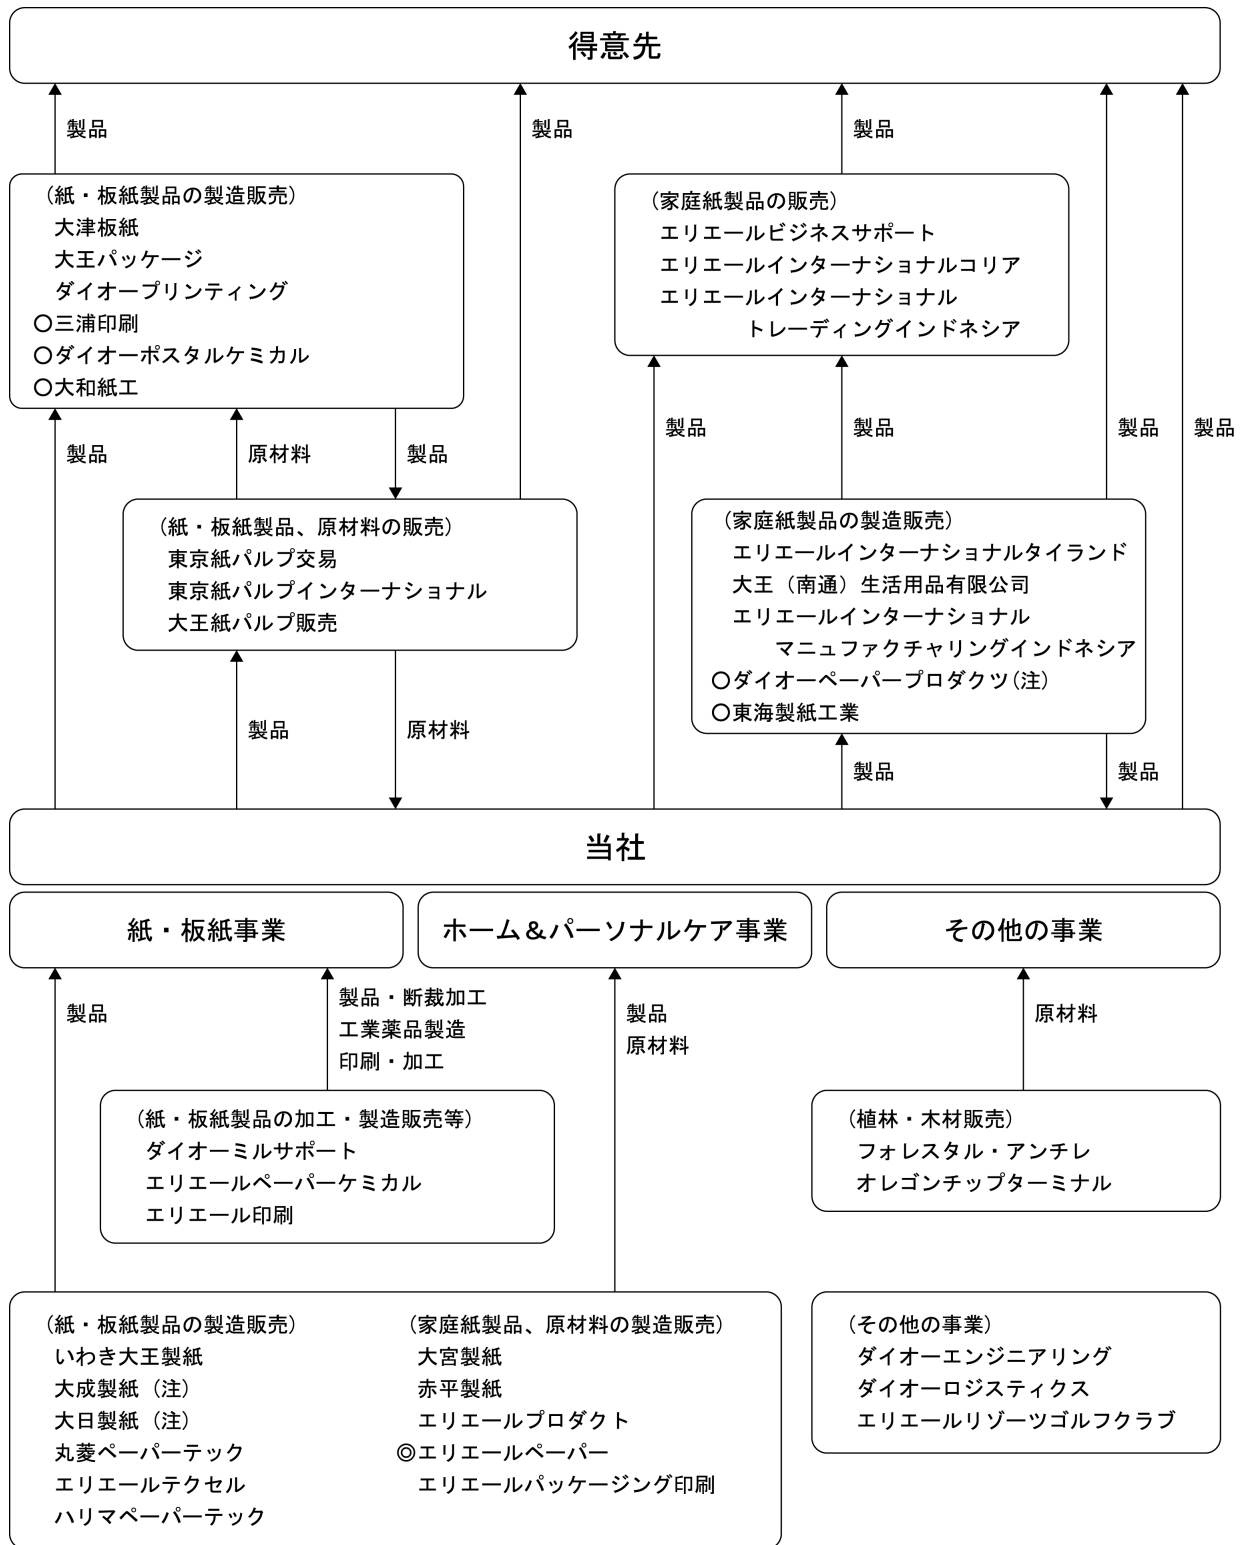 得意先
製品
製品
製品
(紙・板紙製品の製造販売)
大津板紙
大王パッケージ
ダイオープリンティング
○三浦印刷
○ダイオーポスタルケミカル
○大和紙工
(家庭紙製品の販売)
エリエールビジネスサポート
エリエールインターナショナルコリア
エリエールインターナショナル
トレーディングインドネシア
製品
原材料
製品
製品
製品
製品
製品
(紙・板紙製品、原材料の販売)
東京紙パルプ交易
東京紙パルプインターナショナル
大王紙パルプ販売
(家庭紙製品の製造販売)
エリエールインターナショナルタイランド
大王（南通）生活用品有限公司
エリエールインターナショナル
マニュファクチャリングインドネシア
○ダイオーペーパープロダクツ(注)
○東海製紙工業
製品
原材料
製品
製品
当社
紙・板紙事業
ホーム＆パーソナルケア事業
その他の事業
製品
製品・断裁加工
工業薬品製造
印刷・加工
製品
原材料
原材料
(紙・板紙製品の加工・製造販売等)
ダイオーミルサポート
エリエールペーパーケミカル
エリエール印刷
(植林・木材販売)
フォレスタル・アンチレ
オレゴンチップターミナル
(紙・板紙製品の製造販売)
いわき大王製紙
大成製紙（注）
大日製紙（注）
丸菱ペーパーテック
エリエールテクセル
ハリマペーパーテック
(家庭紙製品、原材料の製造販売)
大宮製紙
赤平製紙
エリエールプロダクト
◎エリエールペーパー
エリエールパッケージング印刷
(その他の事業)
ダイオーエンジニアリング
ダイオーロジスティクス
エリエールリゾーツゴルフクラブ